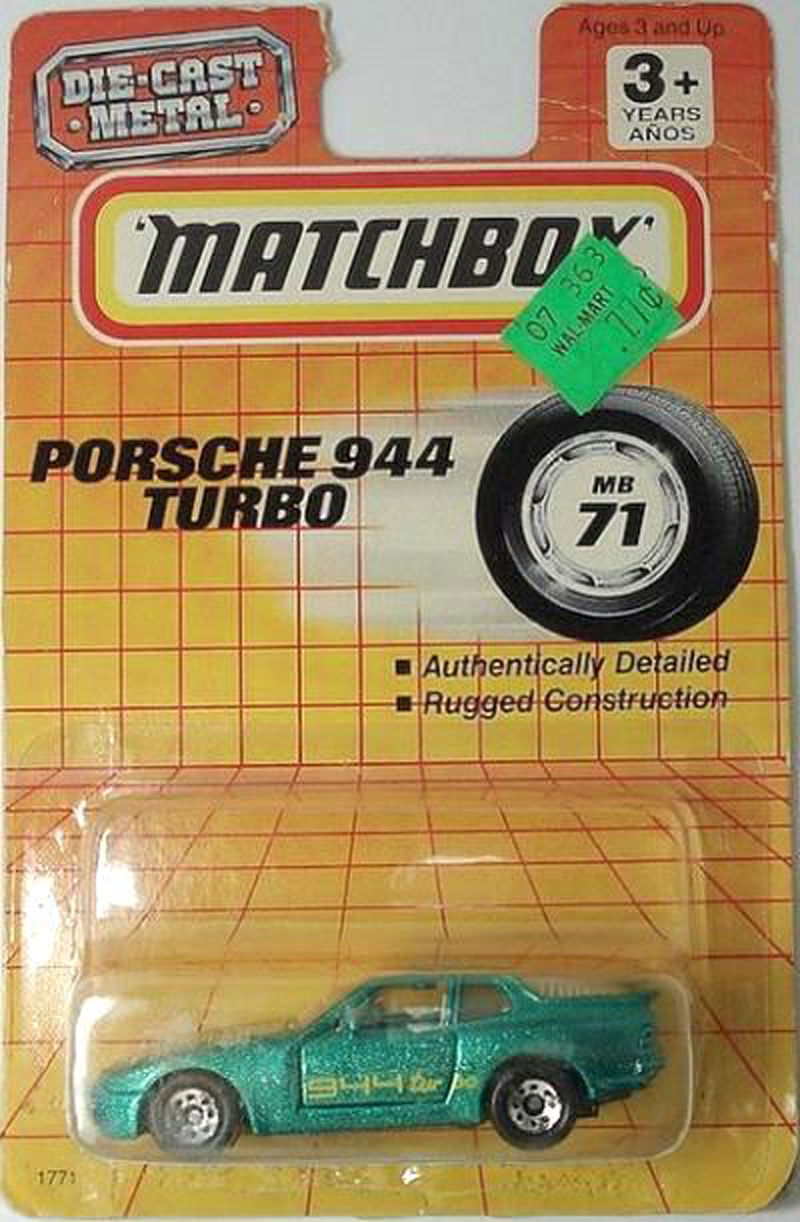 Ages 3 and Up
DIE-CAST
METAL
3+
YEARS
AÑOS
'MATCHBOX'
07 363
WAL-MART
.77¢
PORSCHE 944
TURBO
MB
71
▪ Authentically Detailed
▪ Rugged Construction
944 turbo
1771